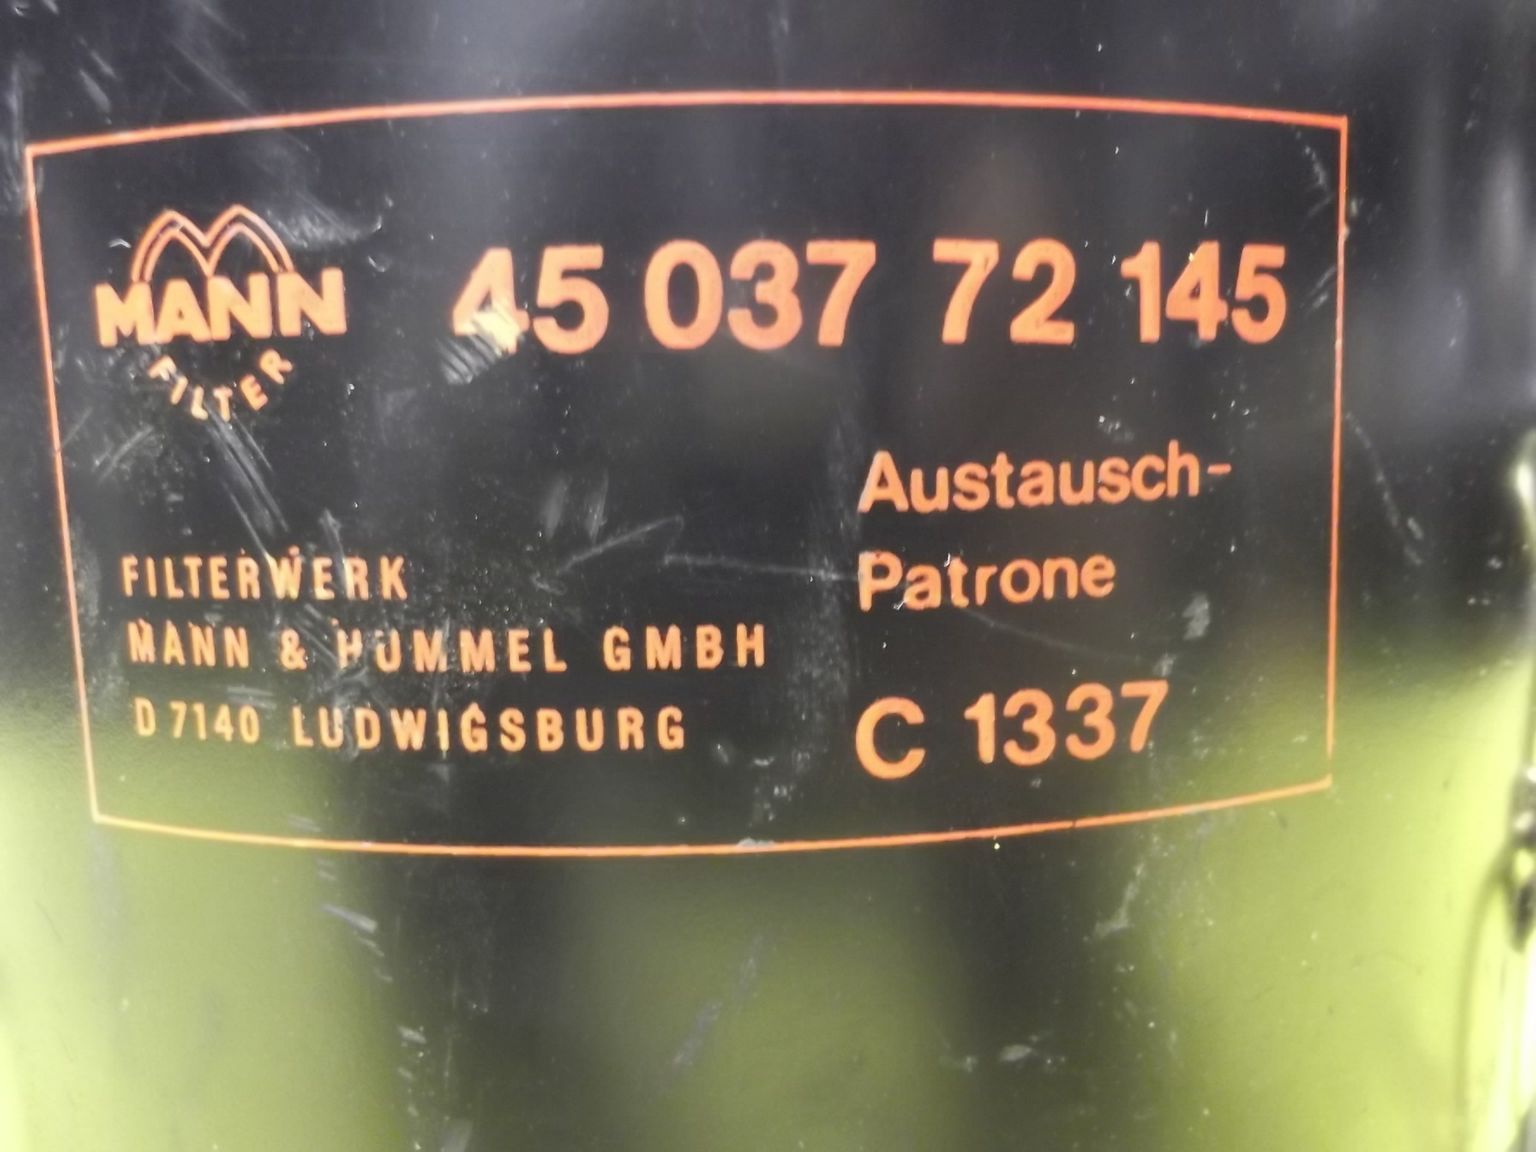 MANN
FILTER
45 037 72 145
Austausch-
Patrone
C 1337
FILTERWERK
MANN & HUMMEL GMBH
D 7140 LUDWIGSBURG